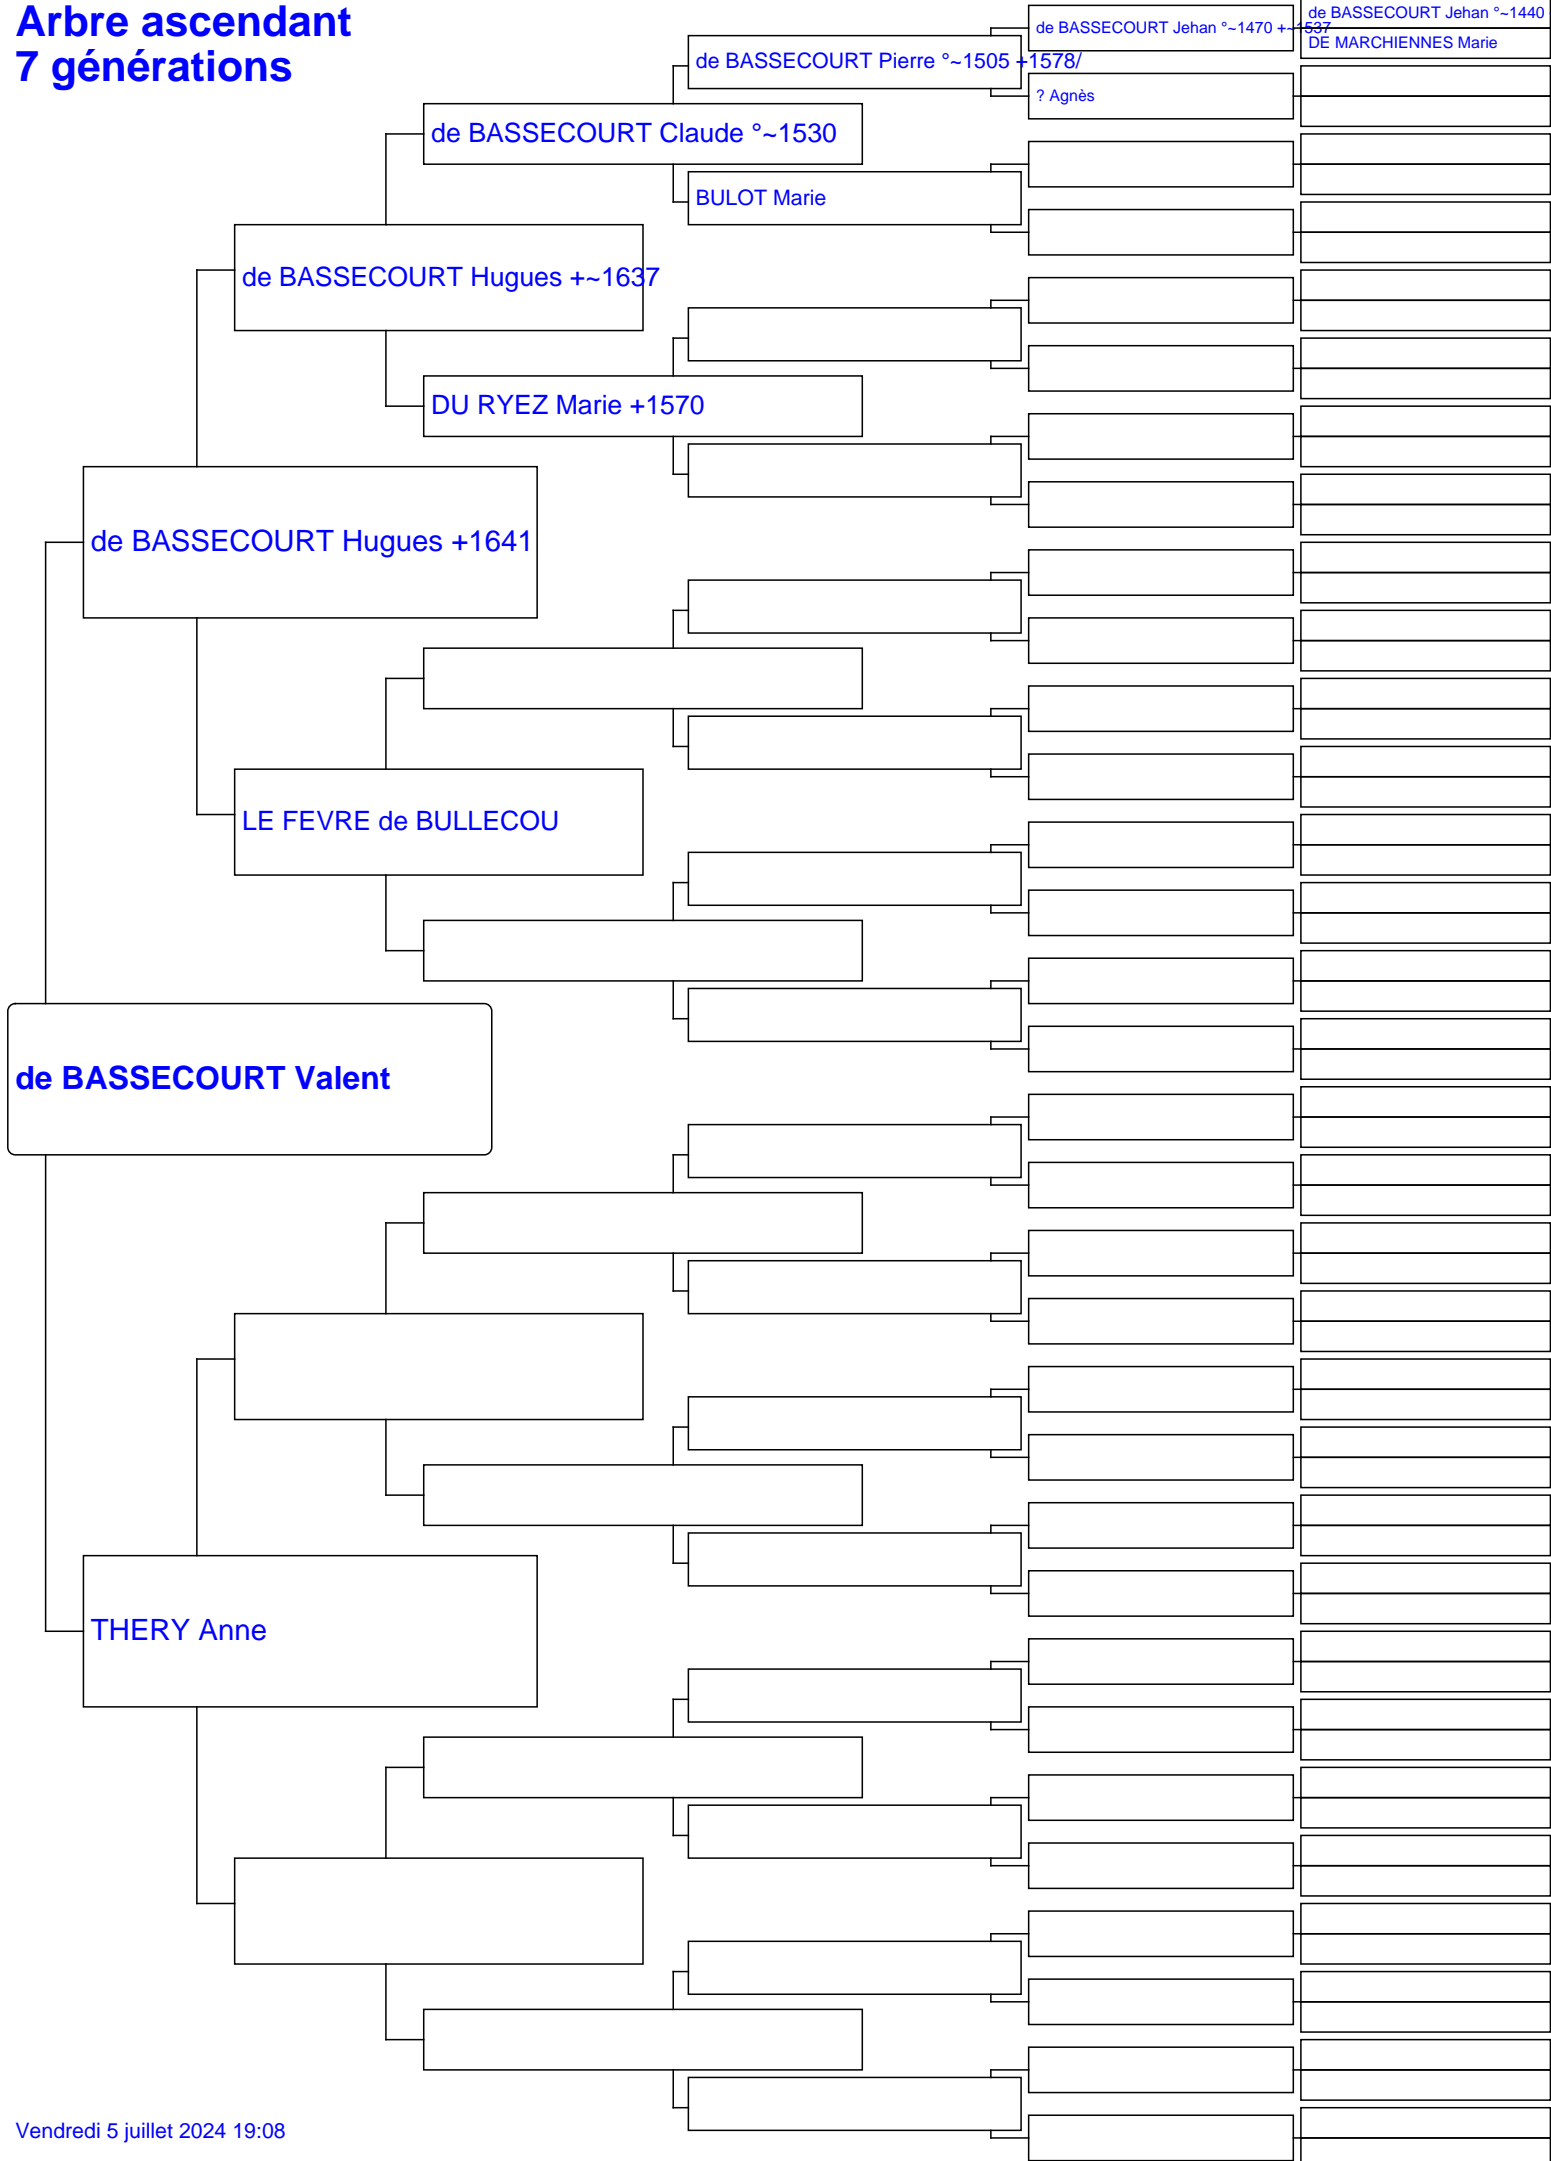 Arbre ascendant
7 générations
de BASSECOURT Jehan °~1440
de BASSECOURT Jehan °~1470 +~1537
DE MARCHIENNES Marie
de BASSECOURT Pierre °~1505 +1578/
? Agnès
de BASSECOURT Claude °~1530
BULOT Marie
de BASSECOURT Hugues +~1637
DU RYEZ Marie +1570
de BASSECOURT Hugues +1641
LE FEVRE de BULLECOU
de BASSECOURT Valent
THERY Anne
Vendredi 5 juillet 2024 19:08